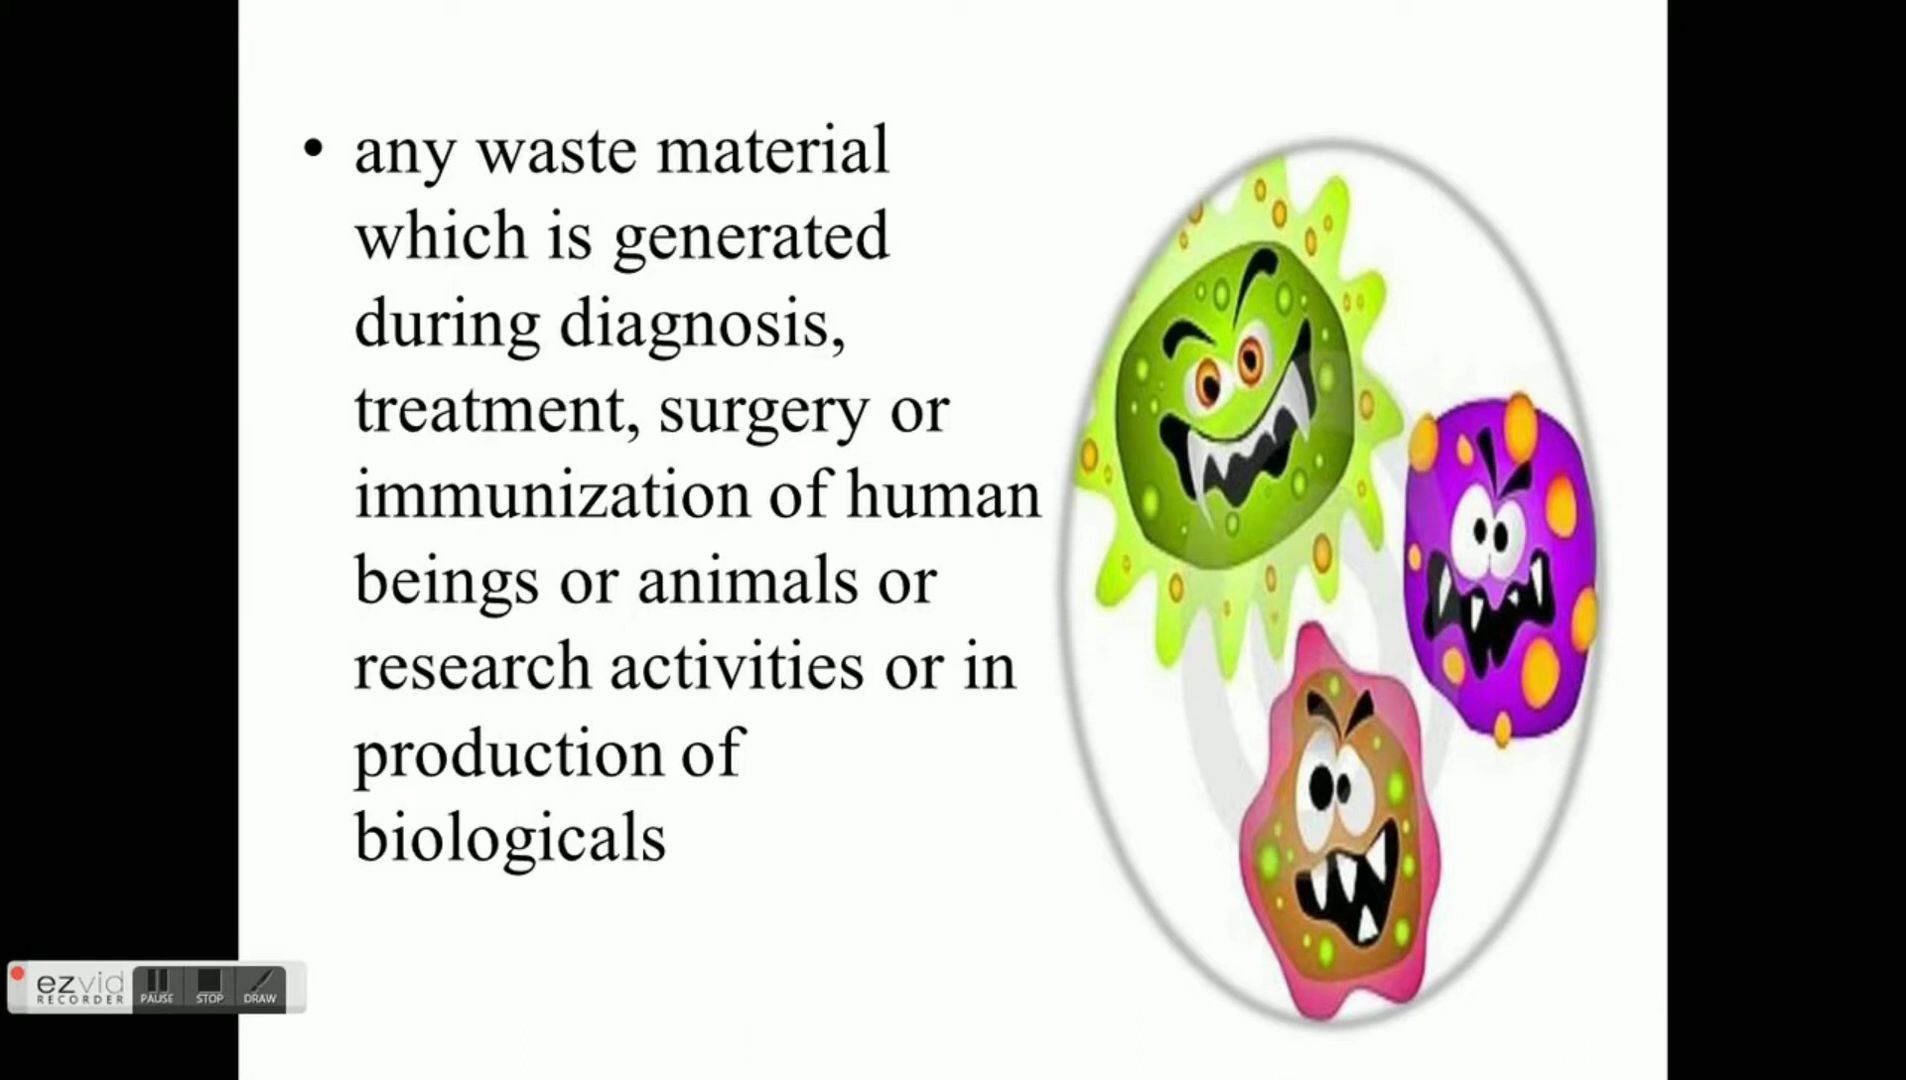 • any waste material
which is generated
during diagnosis,
treatment, surgery or
immunization of human
beings or animals or
research activities or in
production of
biologicals
ezvid
RECORDER
PAUSE
STOP
DRAW